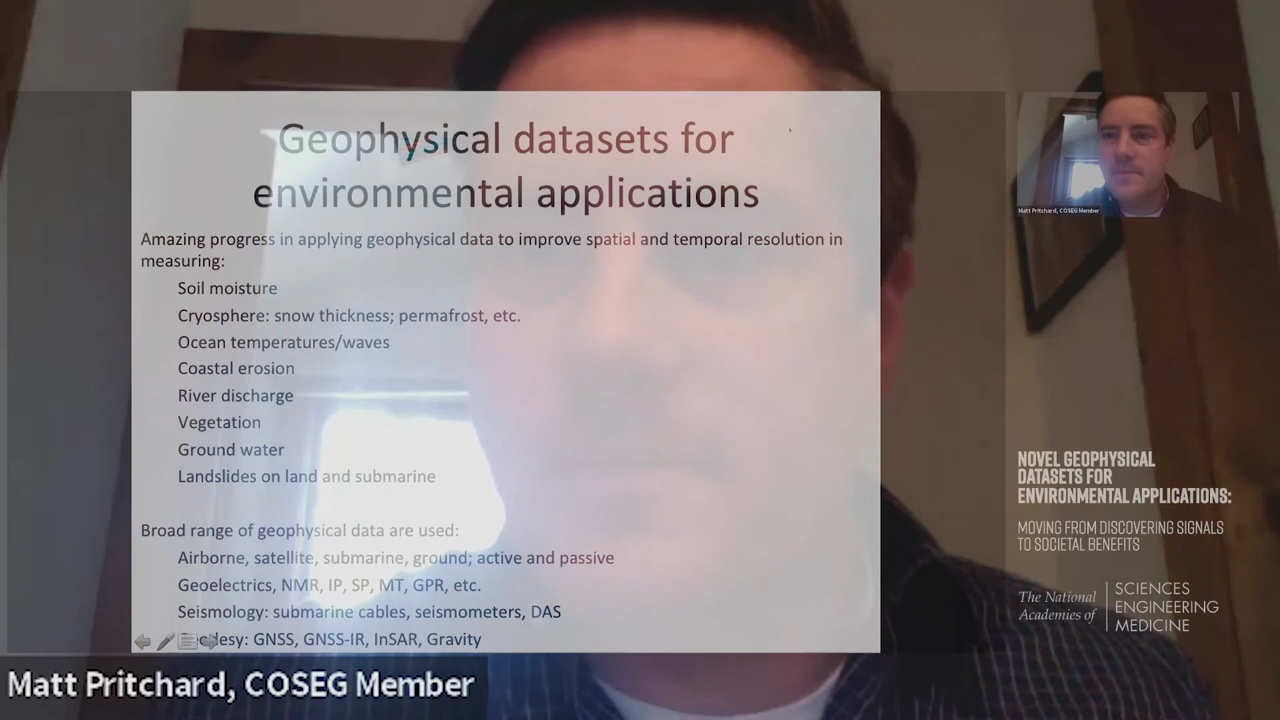 Geophysical datasets for
environmental applications
Amazing progress in applying geophysical data to improve spatial and temporal resolution in
measuring:
Soil moisture
Cryosphere: snow thickness; permafrost, etc.
Ocean temperatures/waves
Coastal erosion
River discharge
Vegetation
Ground water
Landslides on land and submarine
Broad range of geophysical data are used:
Airborne, satellite, submarine, ground; active and passive
Geoelectrics, NMR, IP, SP, MT, GPR, etc.
Seismology: submarine cables, seismometers, DAS
GNSS, GNSS-IR, InSAR, Gravity
Matt Pritchard, COSEG Member
NOVEL GEOPHYSICAL
DATASETS FOR
ENVIRONMENTAL APPLICATIONS:
MOVING FROM DISCOVERING SIGNALS
TO SOCIETAL BENEFITS
The National
Academies of
SCIENCES
ENGINEERING
MEDICINE
Matt Pritchard, COSEG Member